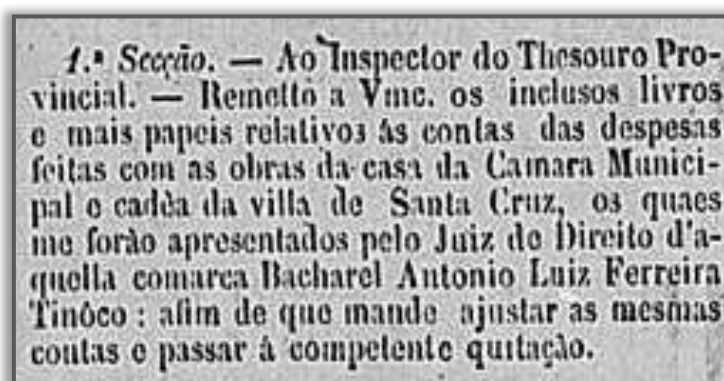 1.ª Secção. — Ao Inspector do Thesouro Pro-
vincial. — Remetto a Vmc. os inclusos livros
e mais papeis relativos ás contas das despesas
feitas com as obras da casa da Camara Munici-
pal e cadêa da villa de Santa Cruz, os quaes
me forão apresentados pelo Juiz de Direito d'a-
quella comarca Bacharel Antonio Luiz Ferreira
Tinôco : afim de que mande ajustar as mesmas
contas e passar á competente quitação.